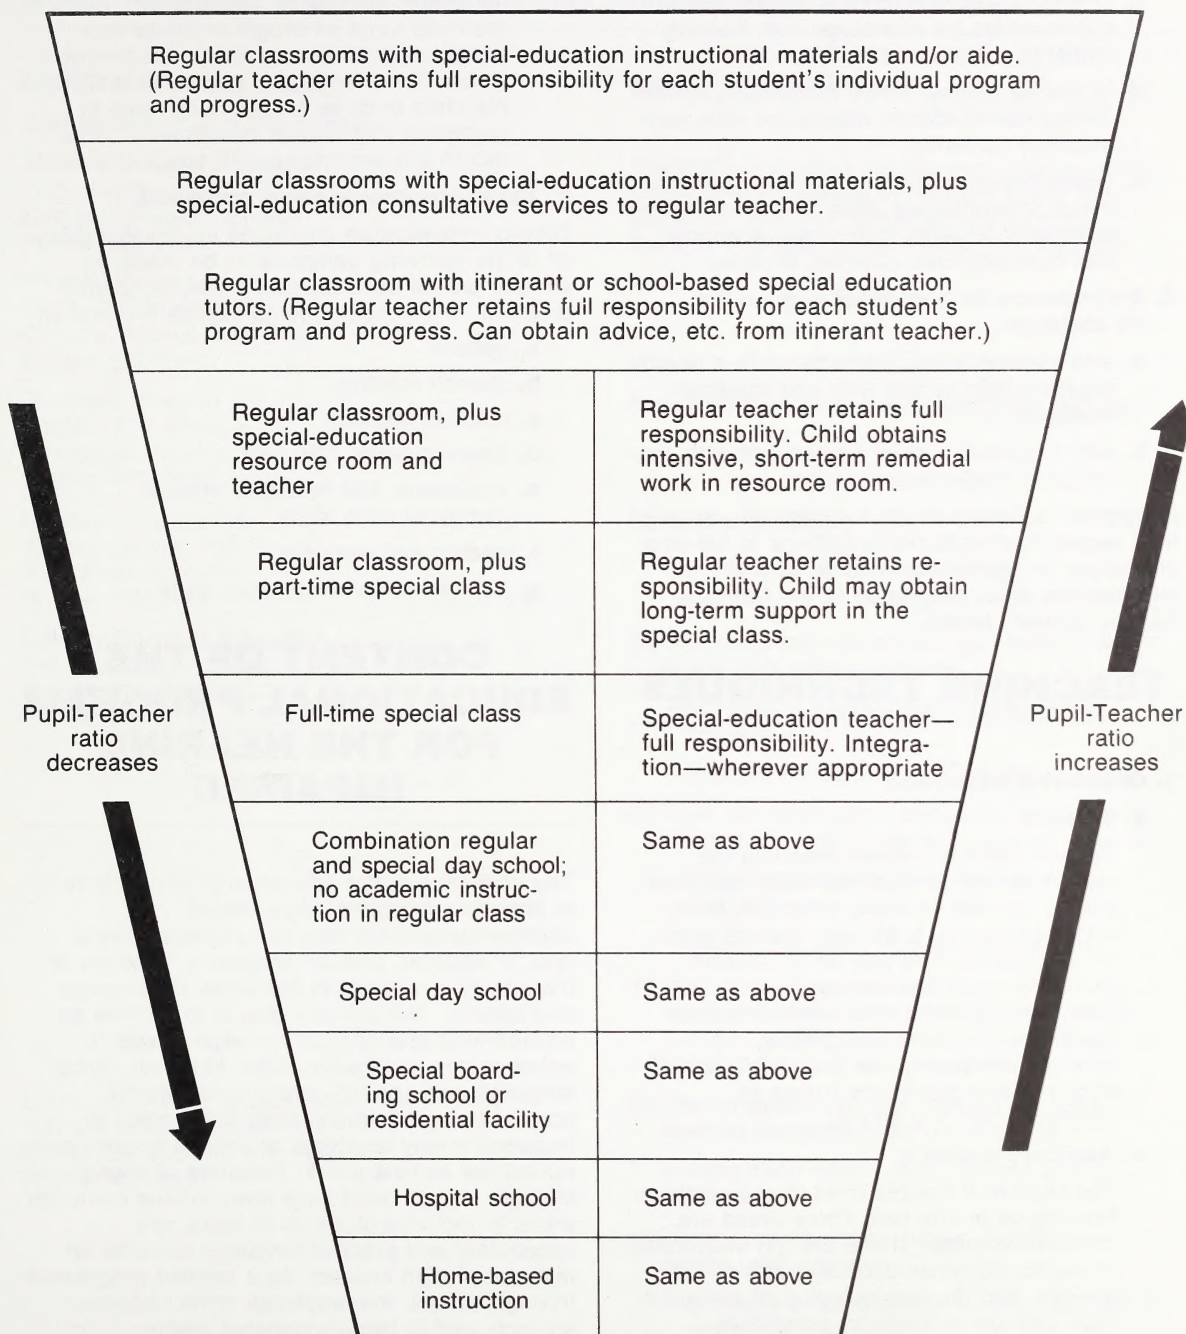 Regular classrooms with special-education instructional materials and/or aide.
(Regular teacher retains full responsibility for each student's individual program
and progress.)
Regular classrooms with special-education instructional materials, plus
special-education consultative services to regular teacher.
Regular classroom with itinerant or school-based special education
tutors. (Regular teacher retains full responsibility for each student's
program and progress. Can obtain advice, etc. from itinerant teacher.)
Regular classroom, plus
special-education
resource room and
teacher
Regular teacher retains full
responsibility. Child obtains
intensive, short-term remedial
work in resource room.
Regular classroom, plus
part-time special class
Regular teacher retains re-
sponsibility. Child may obtain
long-term support in the
special class.
Pupil-Teacher
ratio
decreases
Full-time special class
Special-education teacher—
full responsibility. Integra-
tion—wherever appropriate
Pupil-Teacher
ratio
increases
Combination regular
and special day school;
no academic instruc-
tion in regular class
Same as above
Special day school
Same as above
Special board-
ing school or
residential facility
Same as above
Hospital school
Same as above
Home-based
instruction
Same as above